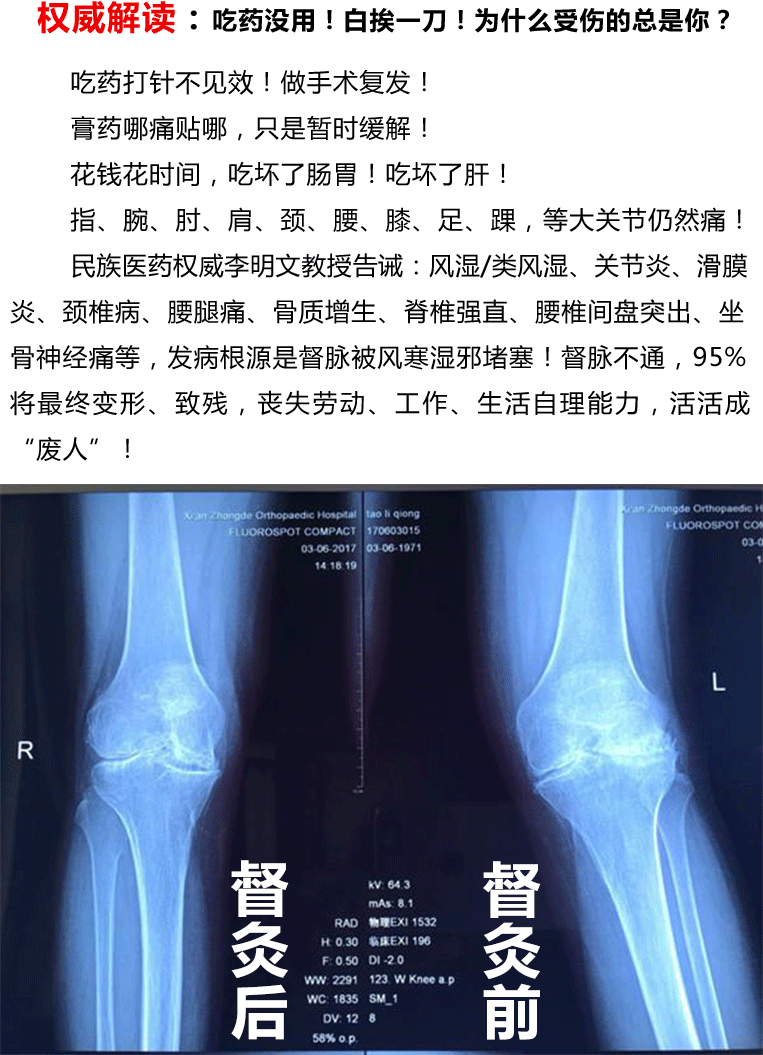 权威解读：吃药没用！白挨一刀！为什么受伤的总是你？
吃药打针不见效！做手术复发！
膏药哪痛贴哪，只是暂时缓解！
花钱花时间，吃坏了肠胃！吃坏了肝！
指、腕、肘、肩、颈、腰、膝、足、踝，等大关节仍然痛！
民族医药权威李明文教授告诫：风湿/类风湿、关节炎、滑膜
炎、颈椎病、腰腿痛、骨质增生、脊椎强直、腰椎间盘突出、坐
骨神经痛等，发病根源是督脉被风寒湿邪堵塞！督脉不通，95%
将最终变形、致残，丧失劳动、工作、生活自理能力，活活成
“废人”！
Xi'an Zhongde Orthopaedic Hospital
FLUOROSPOT COMPACT
03-06-2017
14:18:19
tao li qiong
170603015
03-06-1971
Xi'an Zhongde Orthopaedic H
FLUOROSPOT COM
03-0
1
R
L
督灸后
kV: 64.3
mAs: 8.1
RAD 物理EXI 1532
H: 0.30 临床EXI 196
F: 0.50 DI -2.0
WW: 2291 123. W Knee a.p
WC: 1835 SM_1
DV: 12 8
58% o.p.
督灸前